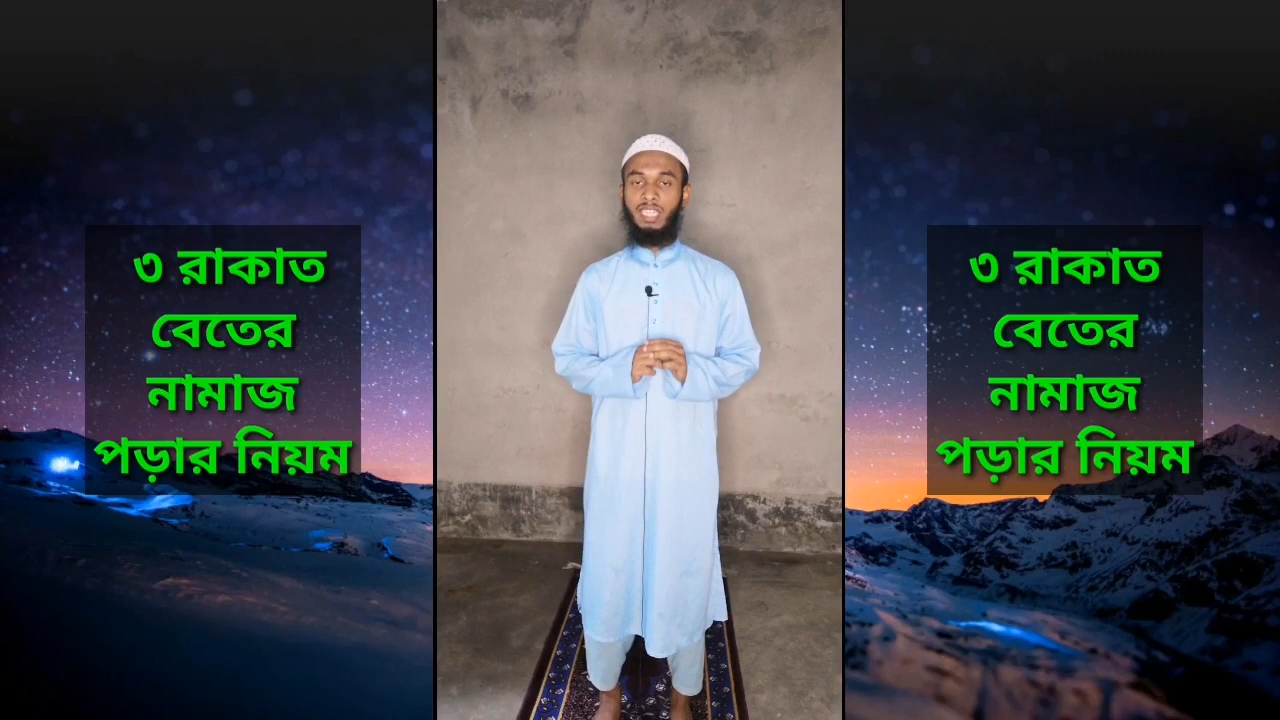 ৩ রাকাত
বেতের
নামাজ
পড়ার নিয়ম
৩ রাকাত
বেতের
নামাজ
পড়ার নিয়ম